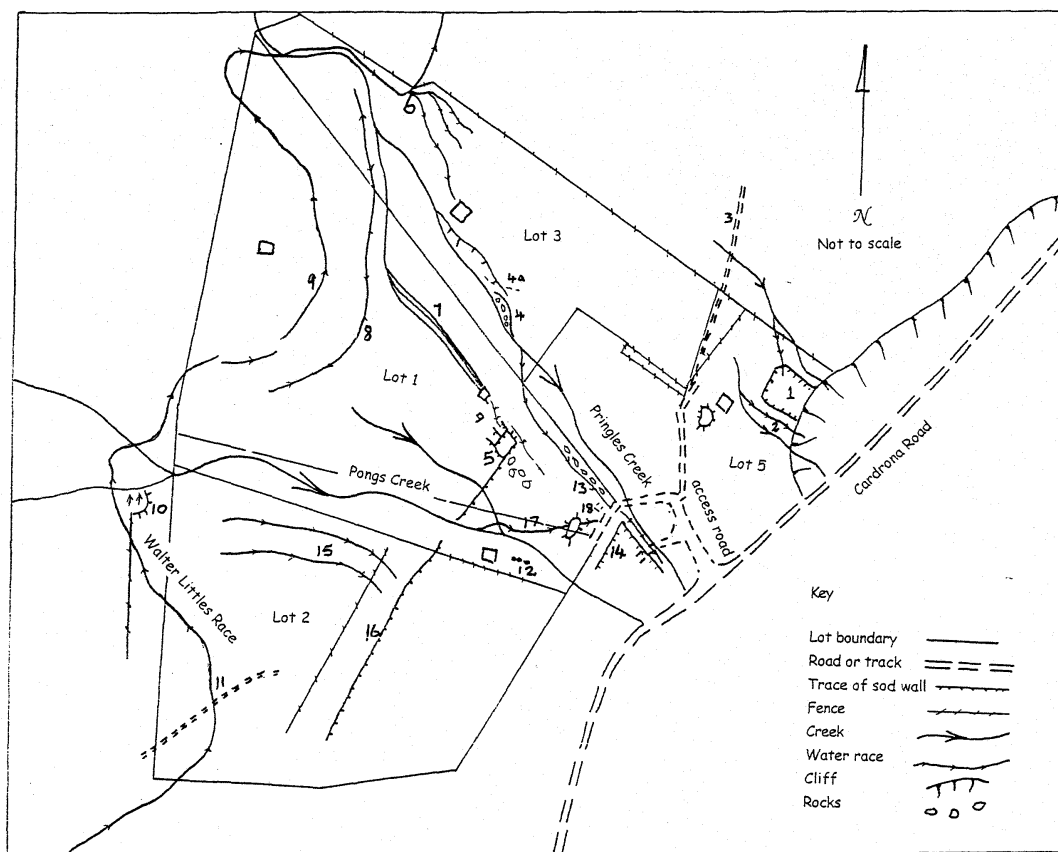 6
3
N
Not to scale
Lot 3
4a
4
9
8
7
Lot 1
1
2
9
5
Pringles Creek
Lot 5
Cardrona Road
access road
Pongs Creek
13
18
17
10
14
15
12
Walter Littles Race
Lot 2
16
11
Key
Lot boundary
Road or track
Trace of sod wall
Fence
Creek
Water race
Cliff
Rocks